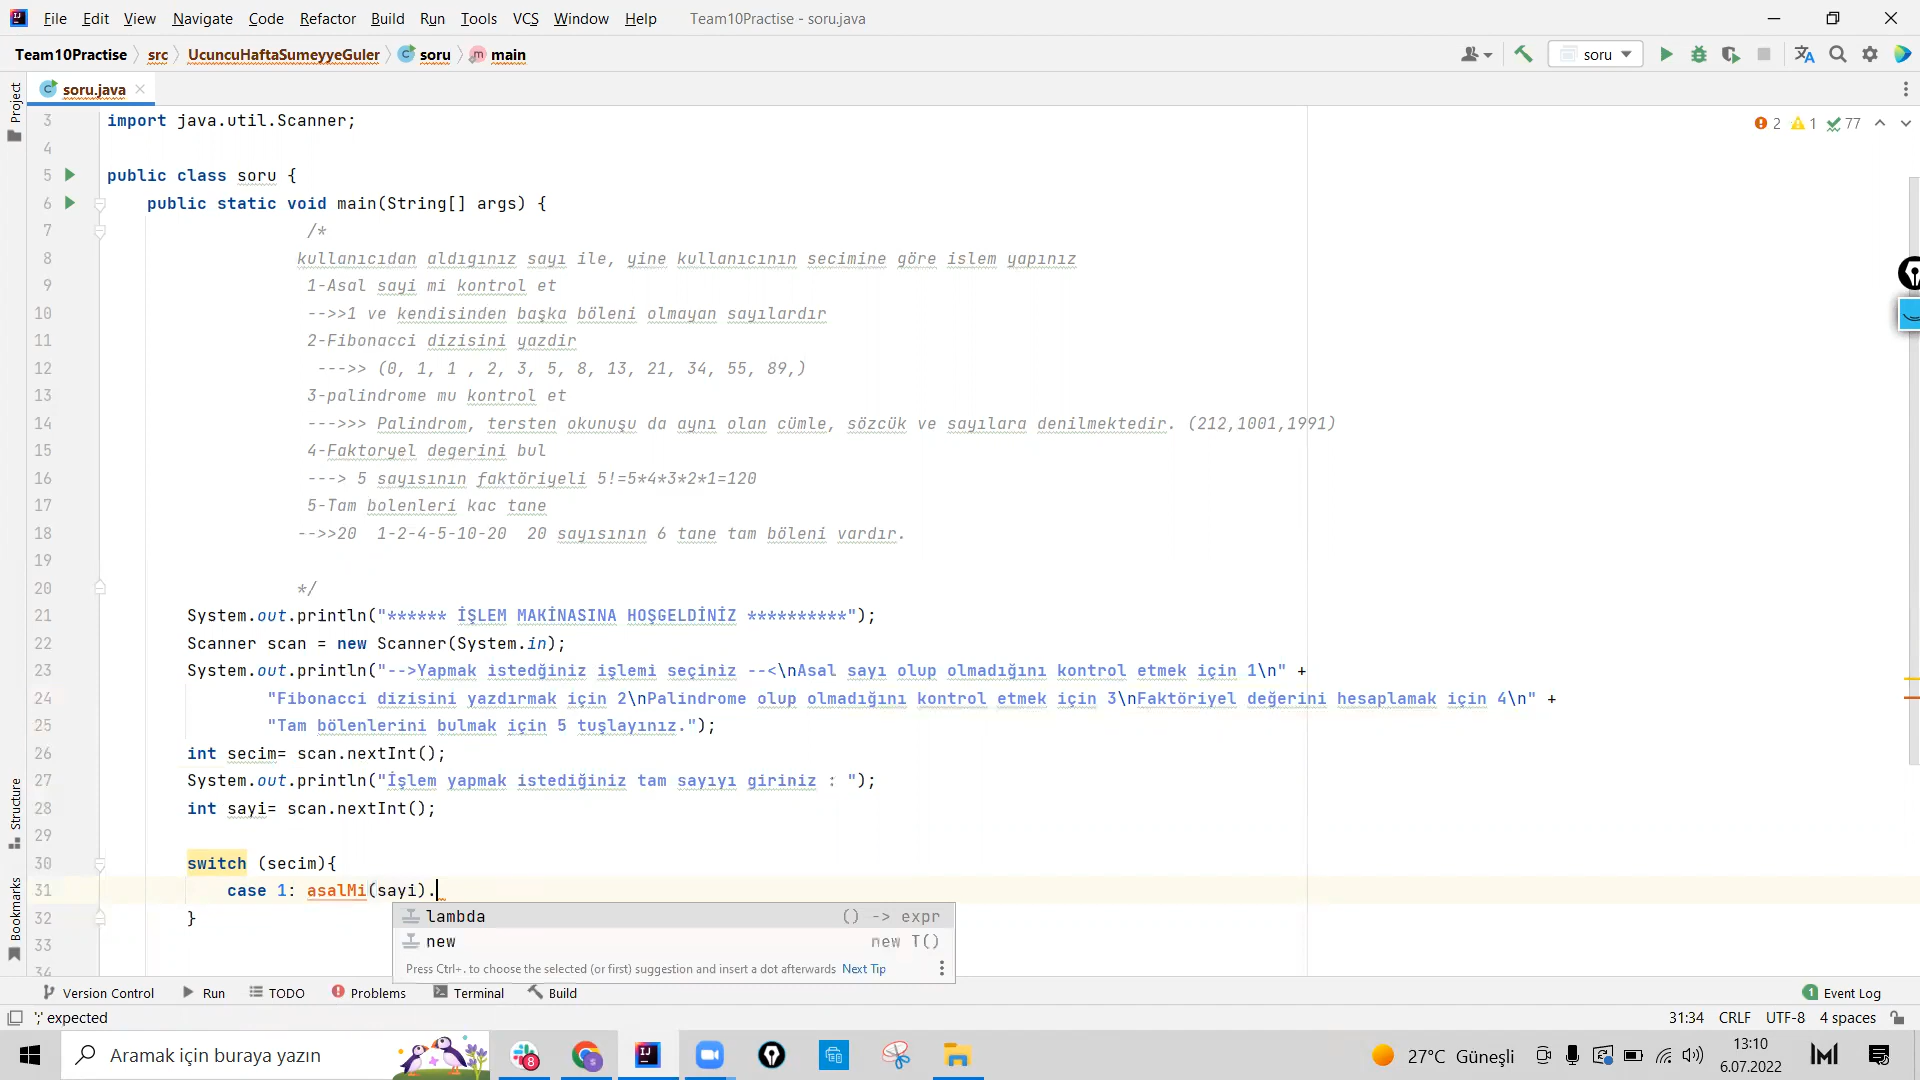 File Edit View Navigate Code Refactor Build Run Tools VCS Window Help Team10Practise - soru.java
Team10Practise src UcuncuHaftaSumeyyeGuler soru main soru
Project
soru.java
2 1 77
3 import java.util.Scanner;
4
5 public class soru {
6 public static void main(String[] args) {
7 /*
8 kullanıcıdan aldıgınız sayı ile, yine kullanıcının secimine göre islem yapınız
9 1-Asal sayi mi kontrol et
10 -->>1 ve kendisinden başka böleni olmayan sayılardır
11 2-Fibonacci dizisini yazdir
12 --->> (0, 1, 1 , 2, 3, 5, 8, 13, 21, 34, 55, 89,)
13 3-palindrome mu kontrol et
14 --->>> Palindrom, tersten okunuşu da aynı olan cümle, sözcük ve sayılara denilmektedir. (212,1001,1991)
15 4-Faktoryel degerini bul
16 ---> 5 sayısının faktöriyeli 5!=5*4*3*2*1=120
17 5-Tam bolenleri kac tane
18 -->>20 1-2-4-5-10-20 20 sayısının 6 tane tam böleni vardır.
19
20 */
21 System.out.println("****** İŞLEM MAKİNASINA HOŞGELDİNİZ **********");
22 Scanner scan = new Scanner(System.in);
23 System.out.println("-->Yapmak istedğiniz işlemi seçiniz --<\nAsal sayı olup olmadığını kontrol etmek için 1\n" +
24 "Fibonacci dizisini yazdırmak için 2\nPalindrome olup olmadığını kontrol etmek için 3\nFaktöriyel değerini hesaplamak için 4\n" +
25 "Tam bölenlerini bulmak için 5 tuşlayınız.");
26 int secim= scan.nextInt();
27 System.out.println("İşlem yapmak istediğiniz tam sayıyı giriniz : ");
28 int sayi= scan.nextInt();
29
30 switch (secim){
31 case 1: asalMi(sayi).
32 }
33
34
lambda () -> expr
new new T()
Press Ctrl+. to choose the selected (or first) suggestion and insert a dot afterwards Next Tip
Structure
Bookmarks
Version Control Run TODO Problems Terminal Build 1 Event Log
';' expected 31:34 CRLF UTF-8 4 spaces
Aramak için buraya yazın 8 27°C Güneşli 13:10
6.07.2022